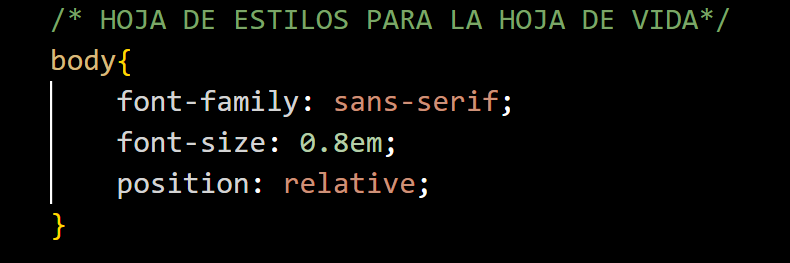 /* HOJA DE ESTILOS PARA LA HOJA DE VIDA*/
body{
    font-family: sans-serif;
    font-size: 0.8em;
    position: relative;
}